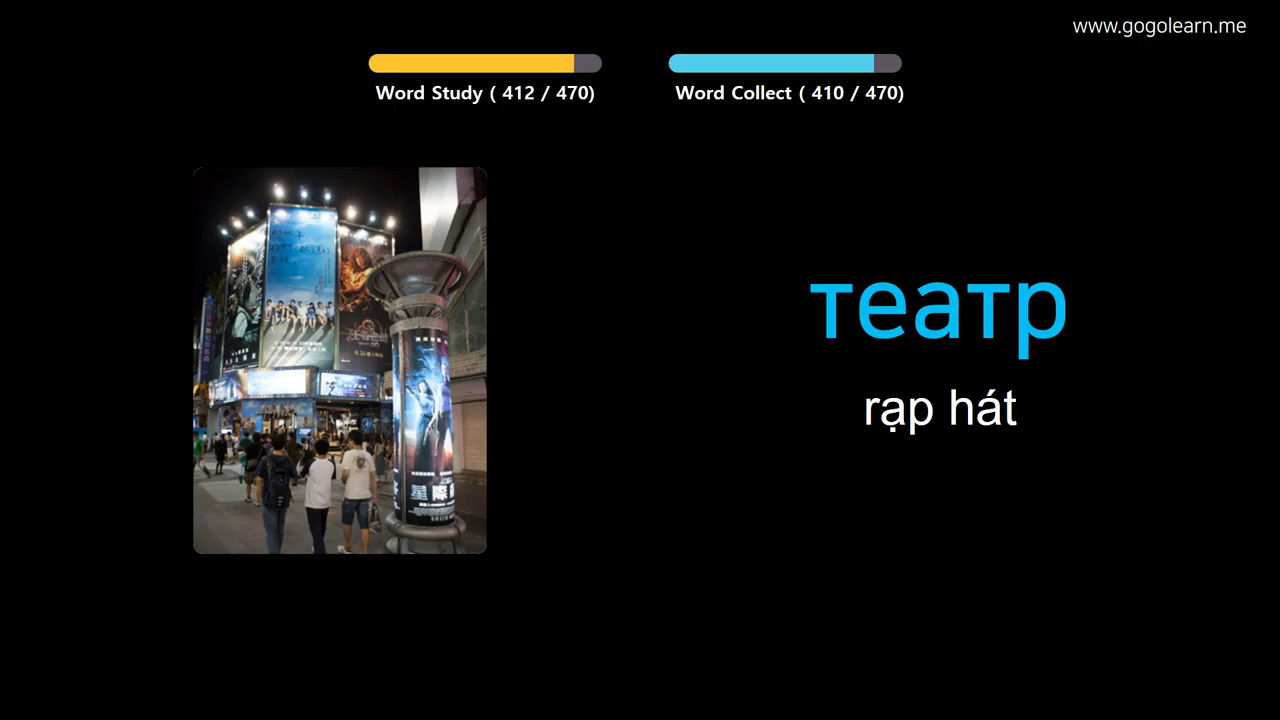 www.gogolearn.me
Word Study ( 412 / 470)
Word Collect ( 410 / 470)
театр
rạp hát